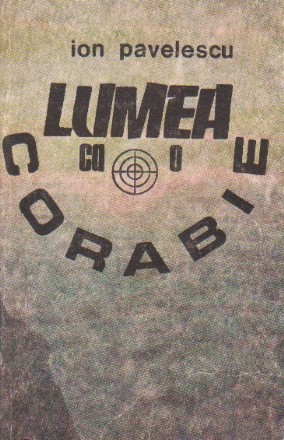 ion pavelescu
LUMEA
ca o
CORABIE